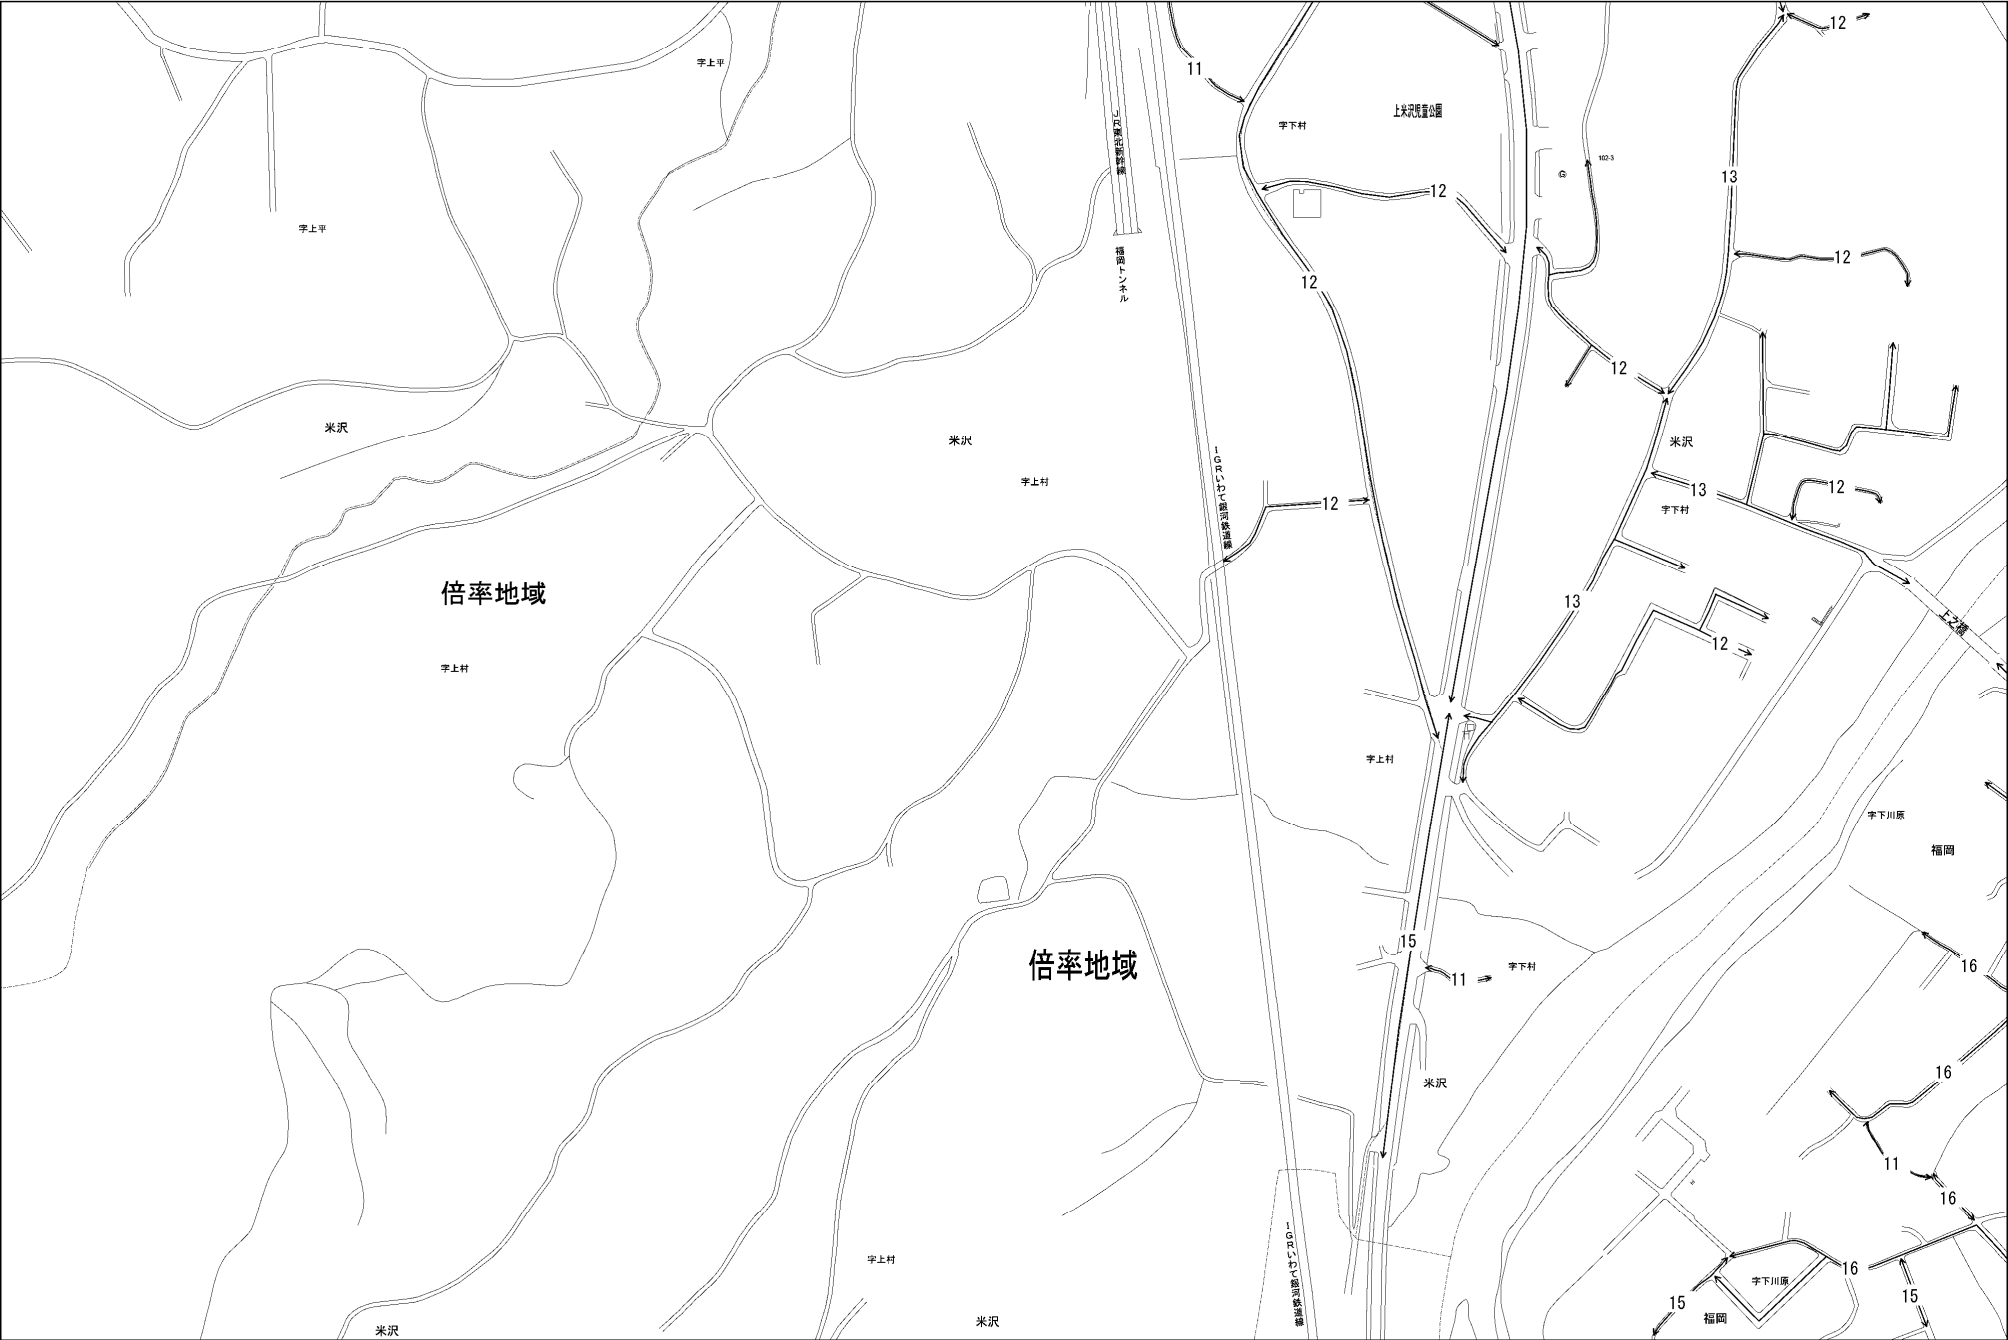 12
字上平
11
上米沢児童公園
字下村
JR東北新幹線
102-3
G
13
12
字上平
福岡トンネル
12
12
12
米沢
米沢
米沢
字上村
IGRいわて銀河鉄道線
12
13
12
字下村
倍率地域
13
上之橋
12
字上村
字上村
字下川原
福岡
15
倍率地域
11
字下村
16
16
米沢
11
16
字上村
IGRいわて銀河鉄道線
16
字下川原
15
15
福岡
米沢
米沢